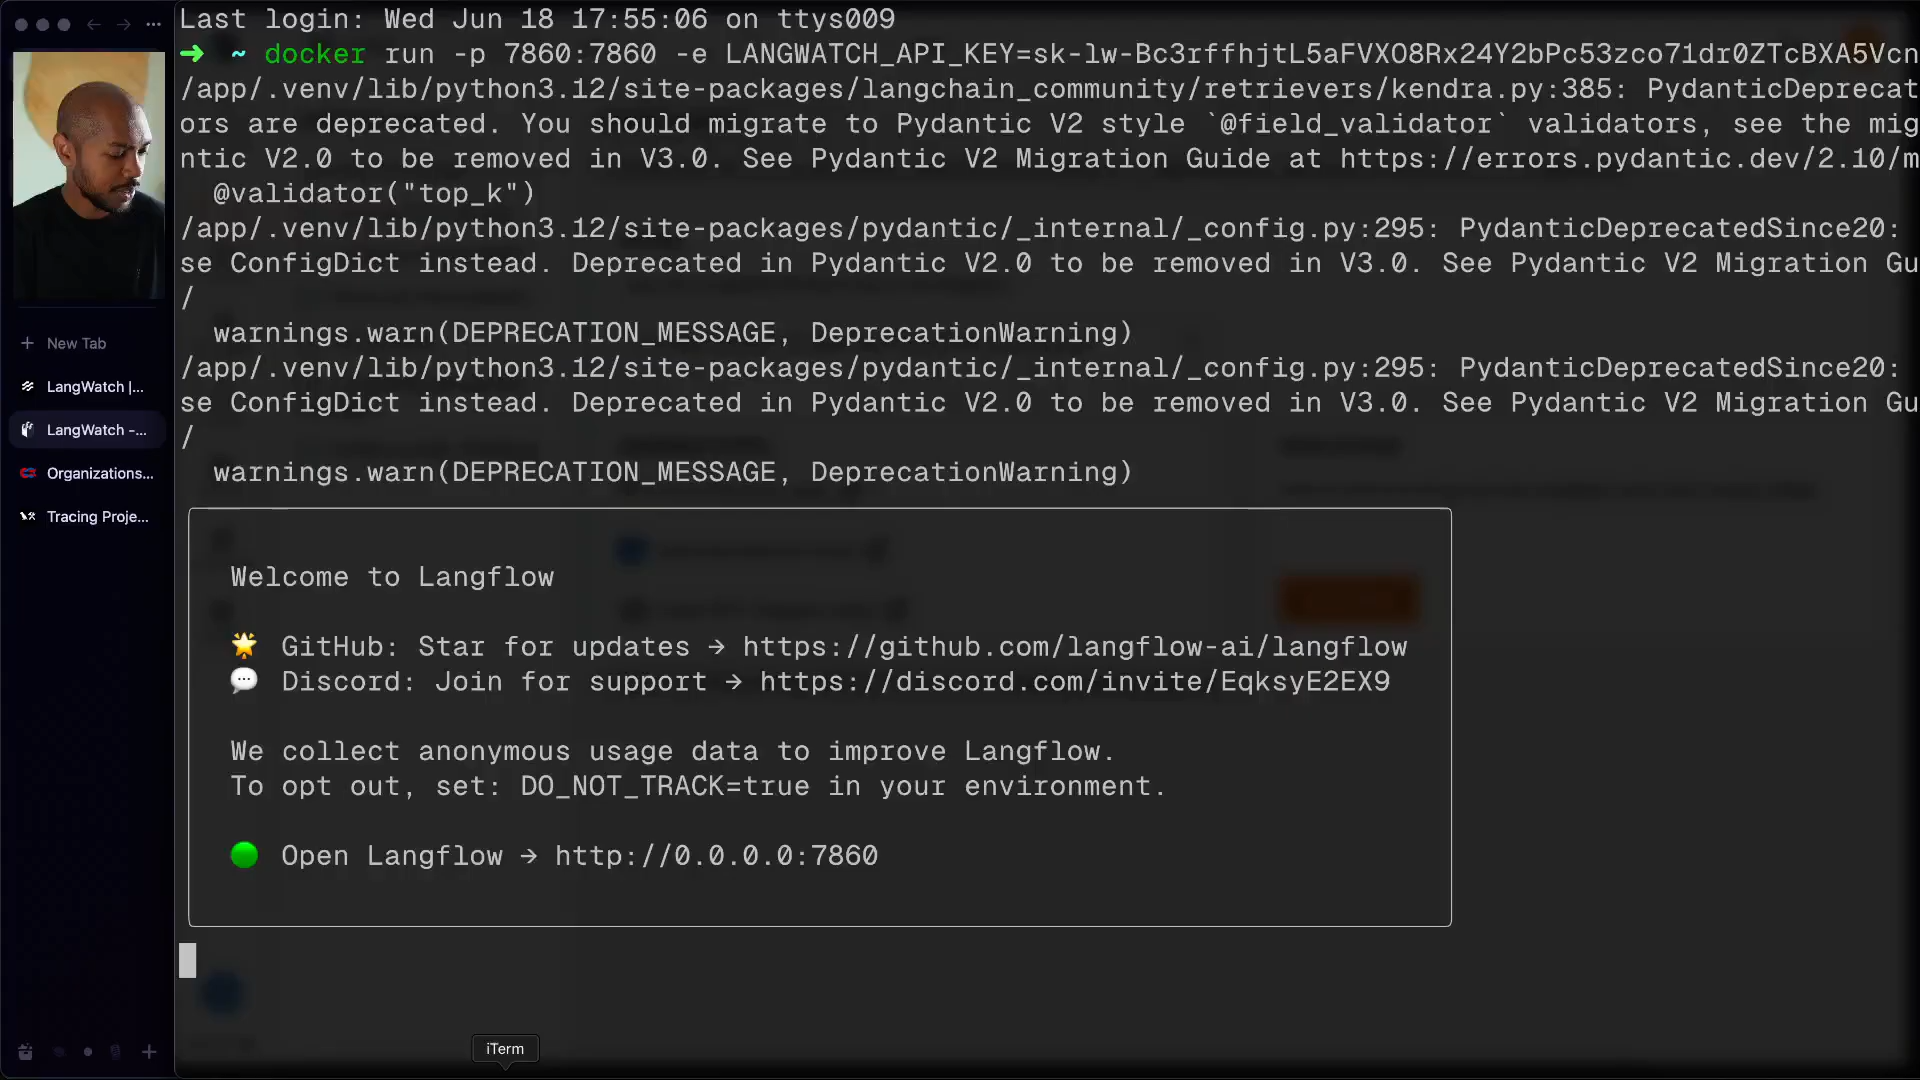 Last login: Wed Jun 18 17:55:06 on ttys009
➜ ~ docker run -p 7860:7860 -e LANGWATCH_API_KEY=sk-lw-Bc3rffhjtL5aFVXO8Rx24Y2bPc53zco71dr0ZTcBXA5Vcn
/app/.venv/lib/python3.12/site-packages/langchain_community/retrievers/kendra.py:385: PydanticDeprecat
ors are deprecated. You should migrate to Pydantic V2 style `@field_validator` validators, see the mig
ntic V2.0 to be removed in V3.0. See Pydantic V2 Migration Guide at https://errors.pydantic.dev/2.10/m
@validator("top_k")
/app/.venv/lib/python3.12/site-packages/pydantic/_internal/_config.py:295: PydanticDeprecatedSince20:
se ConfigDict instead. Deprecated in Pydantic V2.0 to be removed in V3.0. See Pydantic V2 Migration Gu
/
warnings.warn(DEPRECATION_MESSAGE, DeprecationWarning)
/app/.venv/lib/python3.12/site-packages/pydantic/_internal/_config.py:295: PydanticDeprecatedSince20:
se ConfigDict instead. Deprecated in Pydantic V2.0 to be removed in V3.0. See Pydantic V2 Migration Gu
/
warnings.warn(DEPRECATION_MESSAGE, DeprecationWarning)
Welcome to Langflow
🌟 GitHub: Star for updates → https://github.com/langflow-ai/langflow
💬 Discord: Join for support → https://discord.com/invite/EqksyE2EX9
We collect anonymous usage data to improve Langflow.
To opt out, set: DO_NOT_TRACK=true in your environment.
🟢 Open Langflow → http://0.0.0.0:7860
New Tab
LangWatch |...
LangWatch -...
Organizations...
Tracing Proje...
iTerm